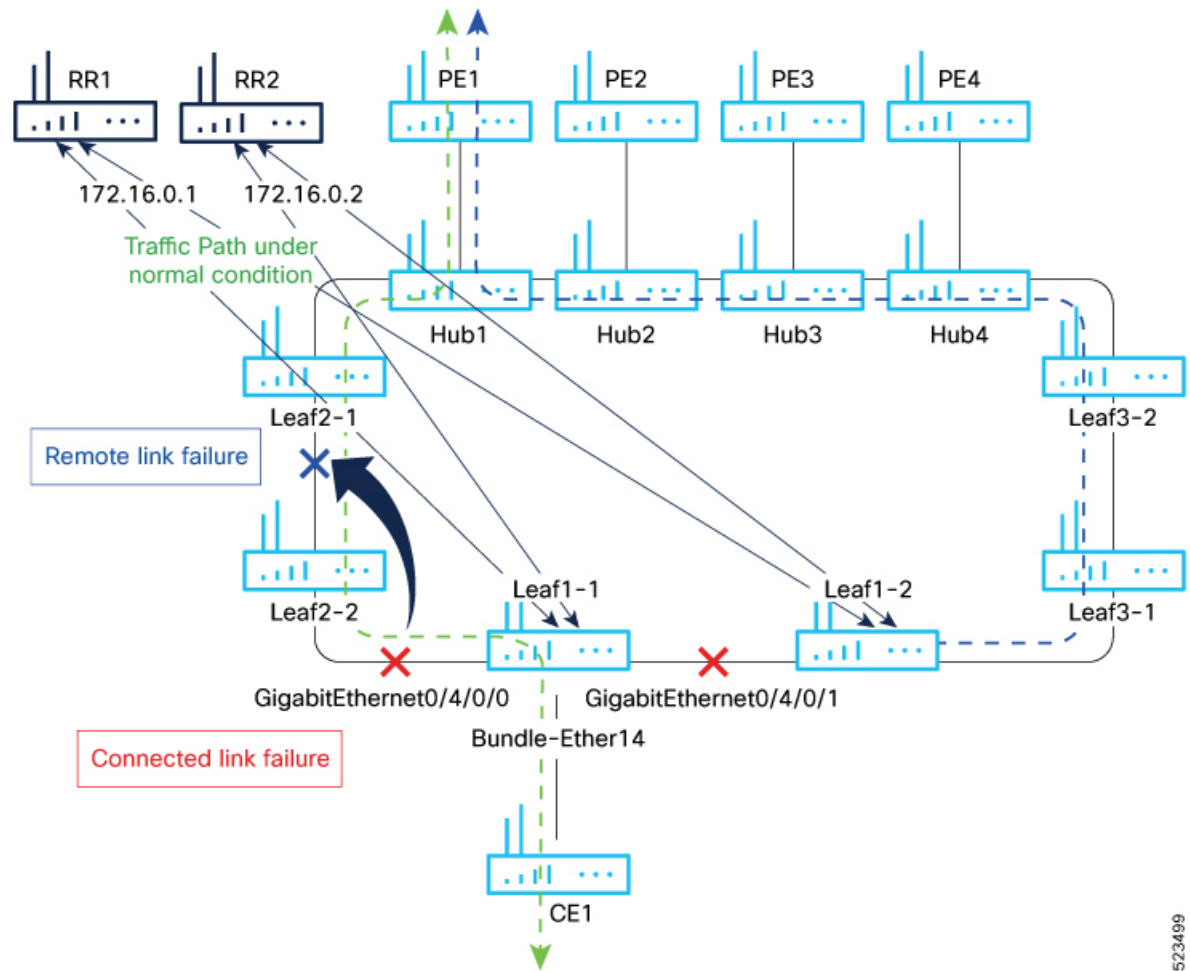 RR1
RR2
PE1
PE2
PE3
PE4
172.16.0.1
172.16.0.2
Traffic Path under
normal condition
Hub1
Hub2
Hub3
Hub4
Leaf2-1
Leaf3-2
Remote link failure
Leaf2-2
Leaf1-1
Leaf1-2
Leaf3-1
GigabitEthernet0/4/0/0
GigabitEthernet0/4/0/1
Bundle-Ether14
Connected link failure
CE1
523499